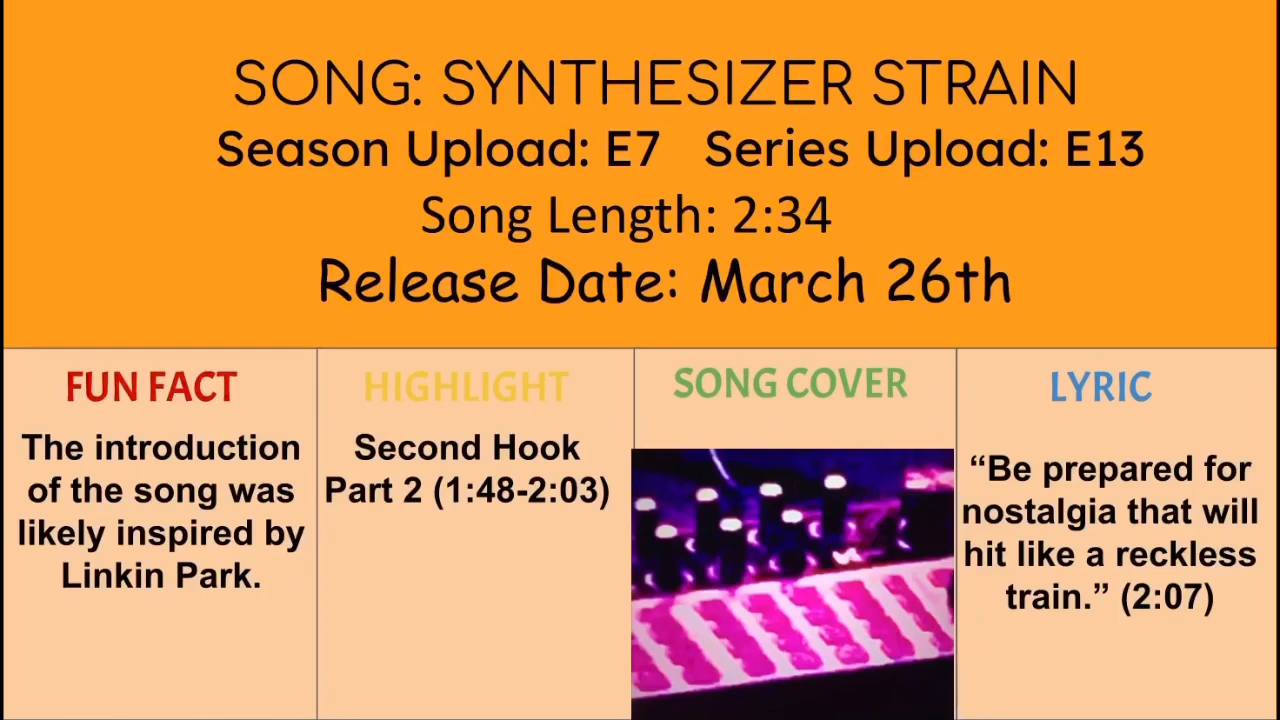 SONG: SYNTHESIZER STRAIN
Season Upload: E7 Series Upload: E13
Song Length: 2:34
Release Date: March 26th
FUN FACT
The introduction
of the song was
likely inspired by
Linkin Park.
HIGHLIGHT
Second Hook
Part 2 (1:48-2:03)
SONG COVER
LYRIC
“Be prepared for
nostalgia that will
hit like a reckless
train.” (2:07)